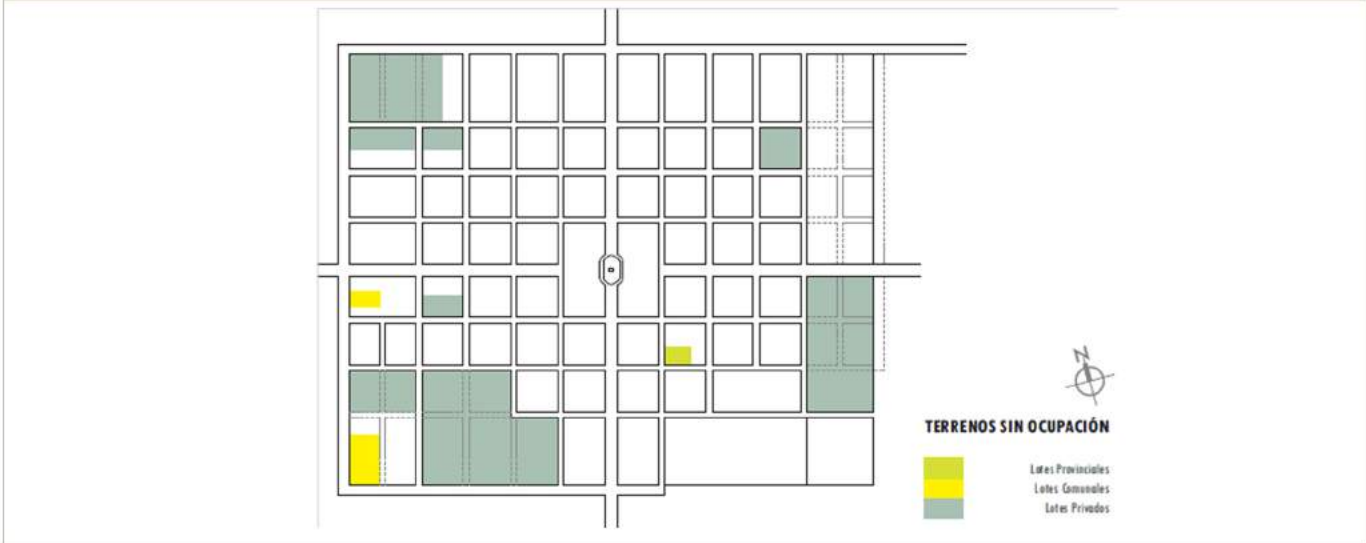 N
TERRENOS SIN OCUPACIÓN
Lotes Provinciales
Lotes Comunales
Lotes Privados